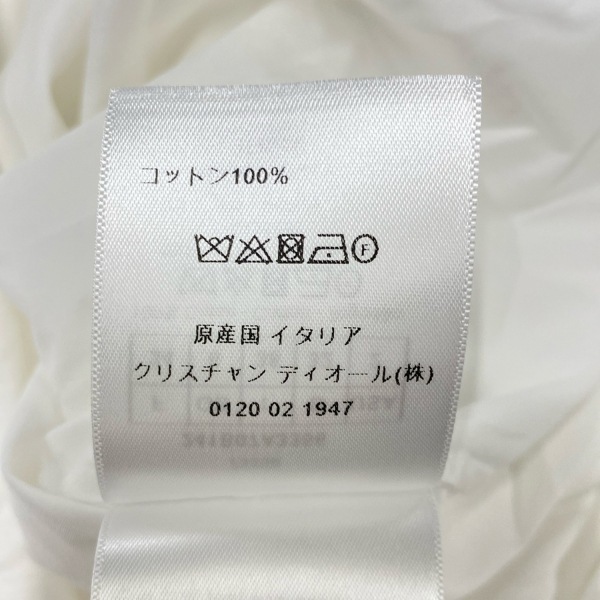 コットン100%
F
原産国 イタリア
クリスチャン ディオール(株)
0120 02 1947